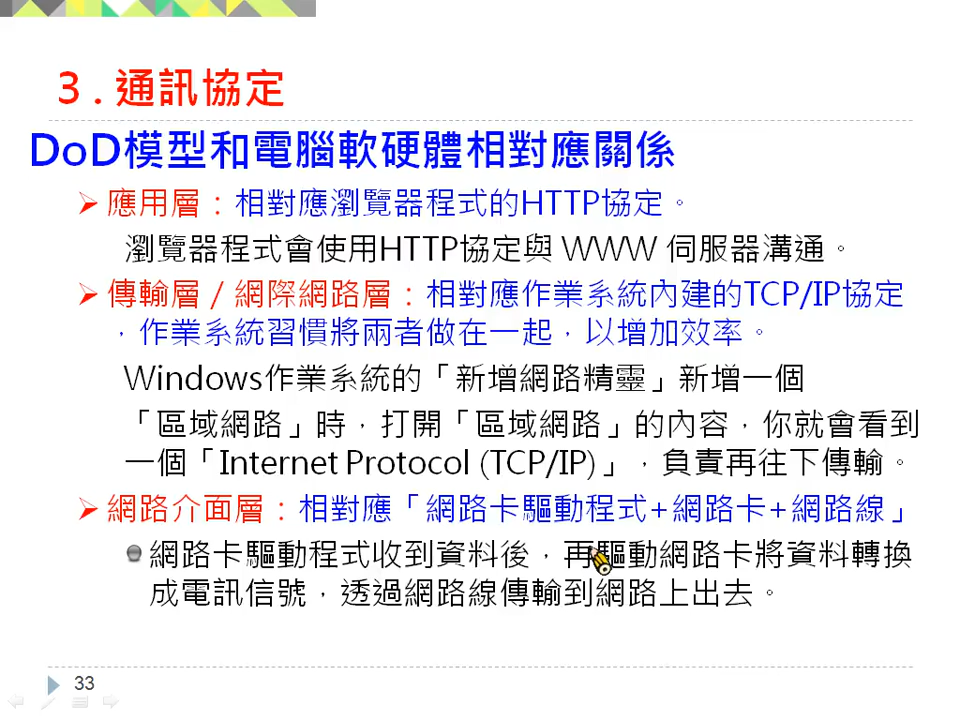 3 . 通訊協定
DoD模型和電腦軟硬體相對應關係
應用層：相對應瀏覽器程式的HTTP協定。
瀏覽器程式會使用HTTP協定與 WWW 伺服器溝通。
傳輸層 / 網際網路層：相對應作業系統內建的TCP/IP協定
，作業系統習慣將兩者做在一起，以增加效率。
Windows作業系統的「新增網路精靈」新增一個
「區域網路」時，打開「區域網路」的內容，你就會看到
一個「Internet Protocol (TCP/IP)」，負責再往下傳輸。
網路介面層：相對應「網路卡驅動程式+網路卡+網路線」
網路卡驅動程式收到資料後，再驅動網路卡將資料轉換
成電訊信號，透過網路線傳輸到網路上出去。
33